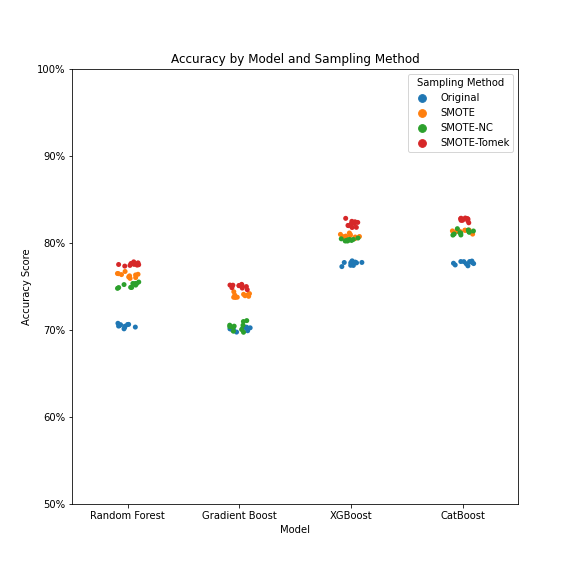 Accuracy by Model and Sampling Method
100%
90%
80%
70%
60%
50%
Accuracy Score
Sampling Method
Original
SMOTE
SMOTE-NC
SMOTE-Tomek
Random Forest
Gradient Boost
XGBoost
CatBoost
Model